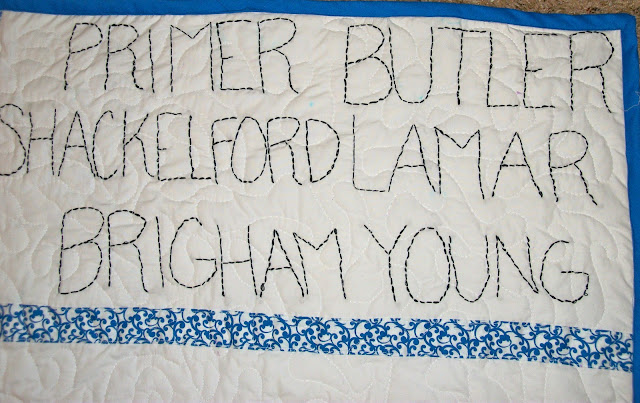 PRIMER BUTLER
SHACKELFORD LAMAR
BRIGHAM YOUNG